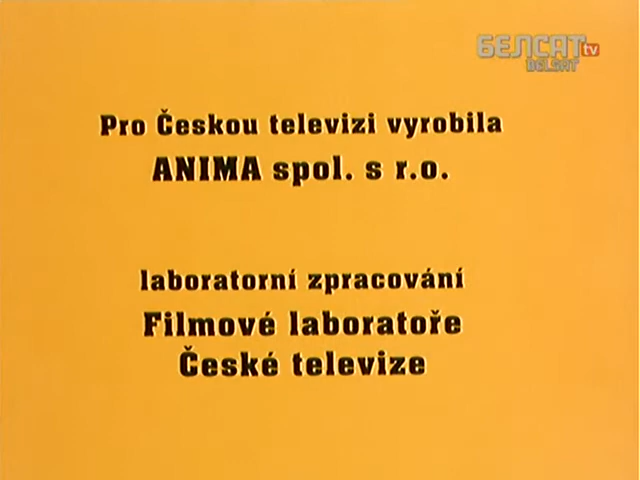 БЕЛСАТ tv
BELSAT
Pro Českou televizi vyrobila
ANIMA spol. s r.o.
laboratorní zpracování
Filmové laboratoře
České televize